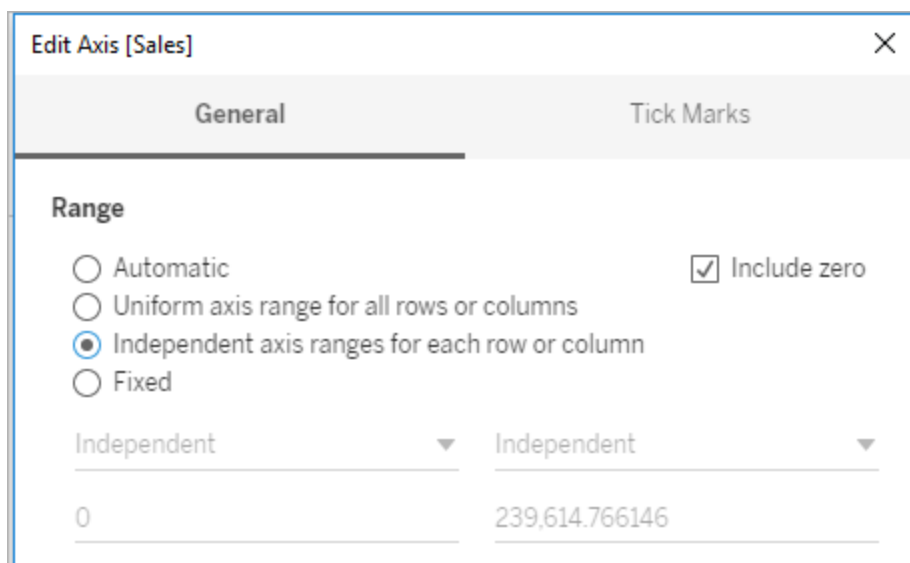 Edit Axis [Sales]
General Tick Marks
Range
Automatic Include zero
Uniform axis range for all rows or columns
Independent axis ranges for each row or column
Fixed
Independent Independent
0 239,614.766146